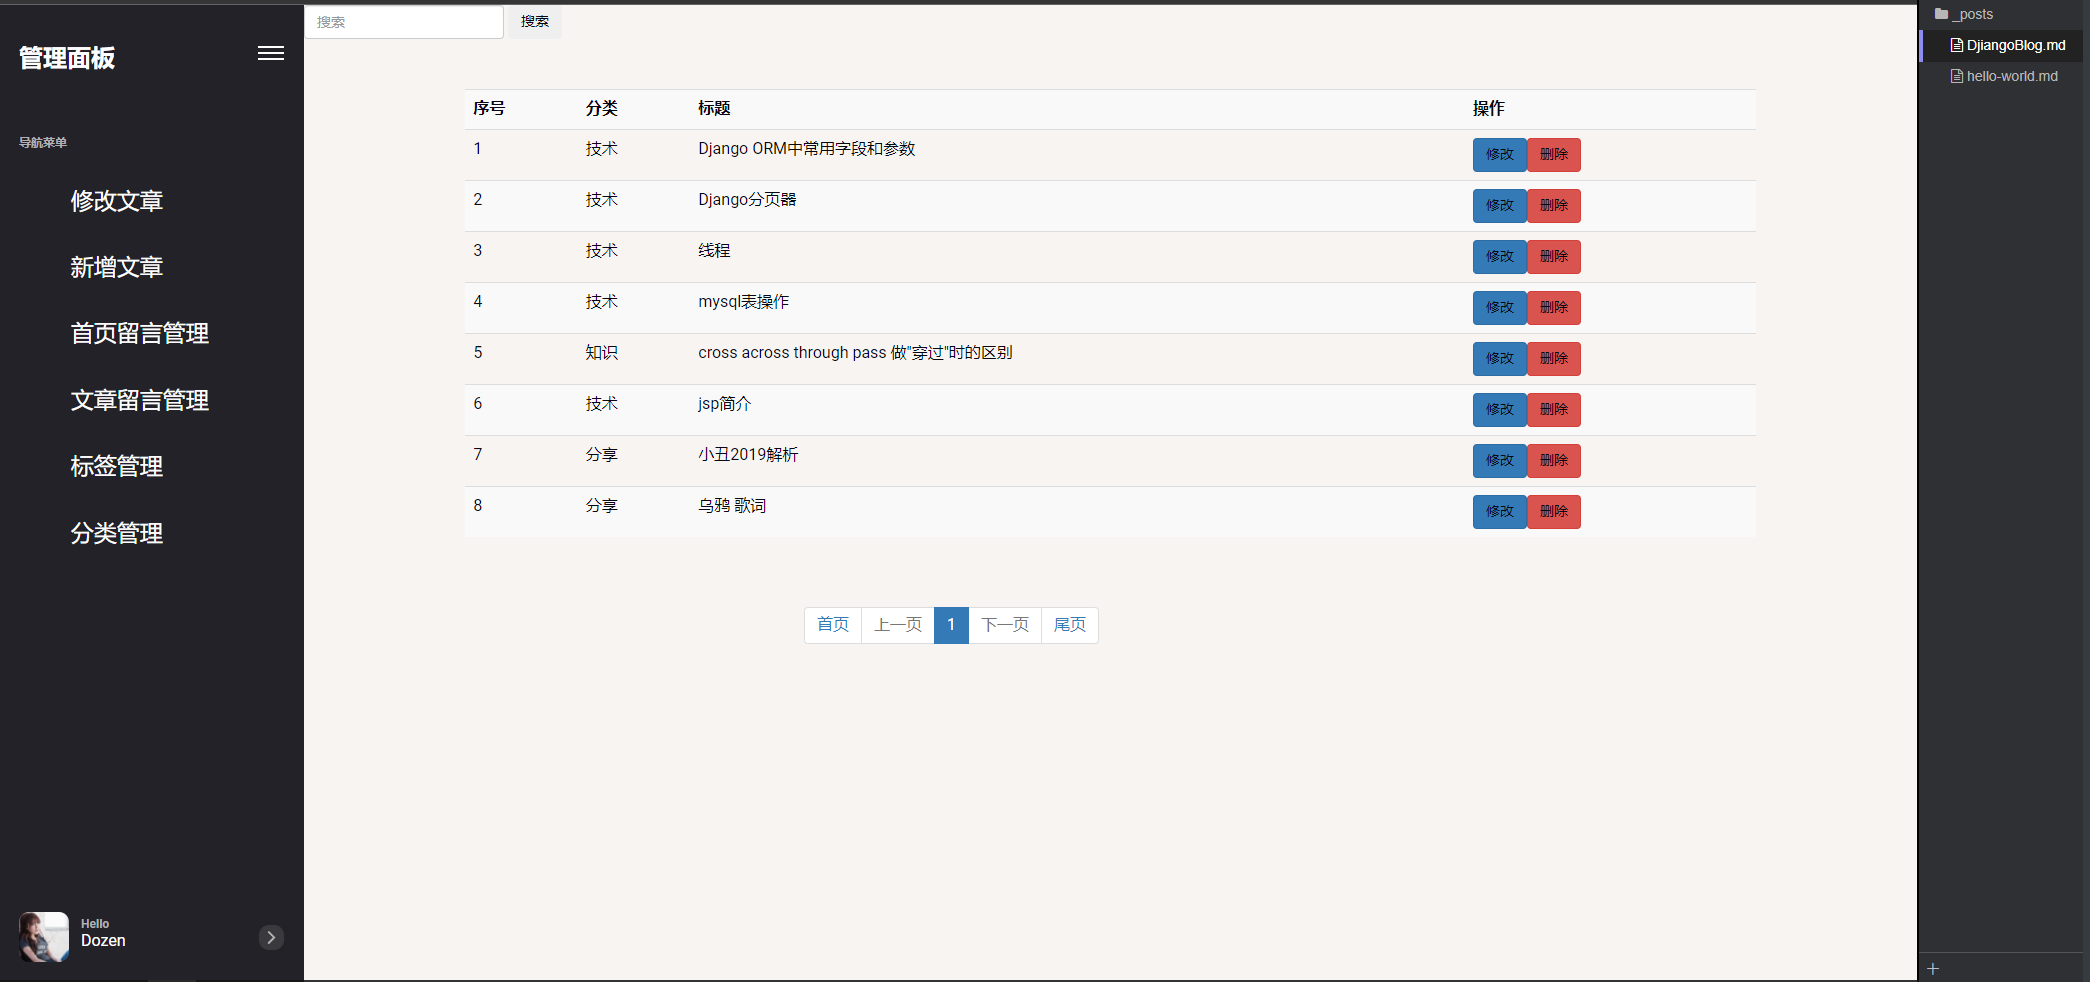 管理面板
导航菜单
修改文章
新增文章
首页留言管理
文章留言管理
标签管理
分类管理
Hello
Dozen
搜索 搜索
序号 分类 标题 操作
1 技术 Django ORM中常用字段和参数 修改 删除
2 技术 Django分页器 修改 删除
3 技术 线程 修改 删除
4 技术 mysql表操作 修改 删除
5 知识 cross across through pass 做"穿过"时的区别 修改 删除
6 技术 jsp简介 修改 删除
7 分享 小丑2019解析 修改 删除
8 分享 乌鸦 歌词 修改 删除
首页 上一页 1 下一页 尾页
_posts
DjiangoBlog.md
hello-world.md